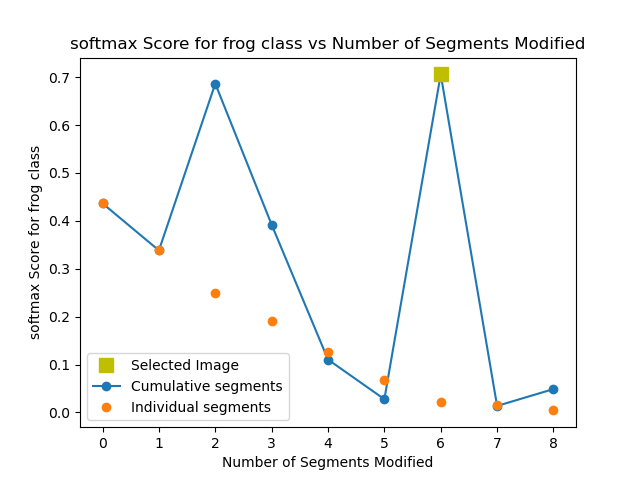 softmax Score for frog class vs Number of Segments Modified
softmax Score for frog class
0.7
0.6
0.5
0.4
0.3
0.2
0.1
0.0
Selected Image
Cumulative segments
Individual segments
0 1 2 3 4 5 6 7 8
Number of Segments Modified